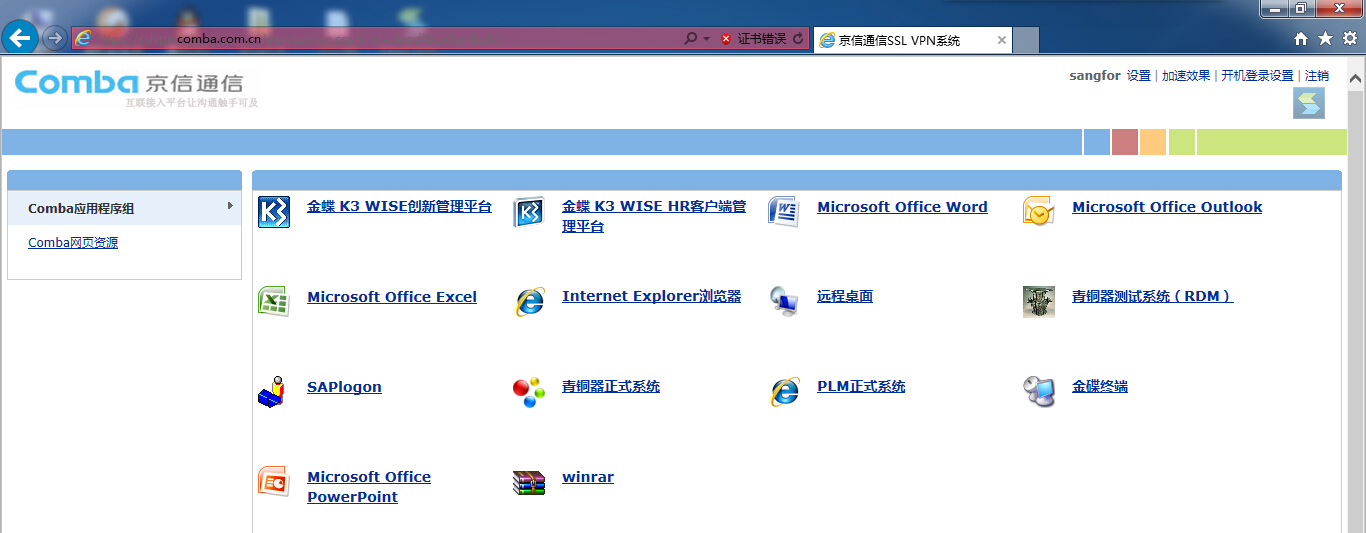 comba.com.cn
证书错误
京信通信SSL VPN系统
Comba 京信通信
互联接入平台让沟通触手可及
sangfor 设置 | 加速效果 | 开机登录设置 | 注销
Comba应用程序组
Comba网页资源
金蝶 K3 WISE创新管理平台
金蝶 K3 WISE HR客户端管
理平台
Microsoft Office Word
Microsoft Office Outlook
Microsoft Office Excel
Internet Explorer浏览器
远程桌面
青铜器测试系统（RDM）
SAPlogon
青铜器正式系统
PLM正式系统
金碟终端
Microsoft Office
PowerPoint
winrar